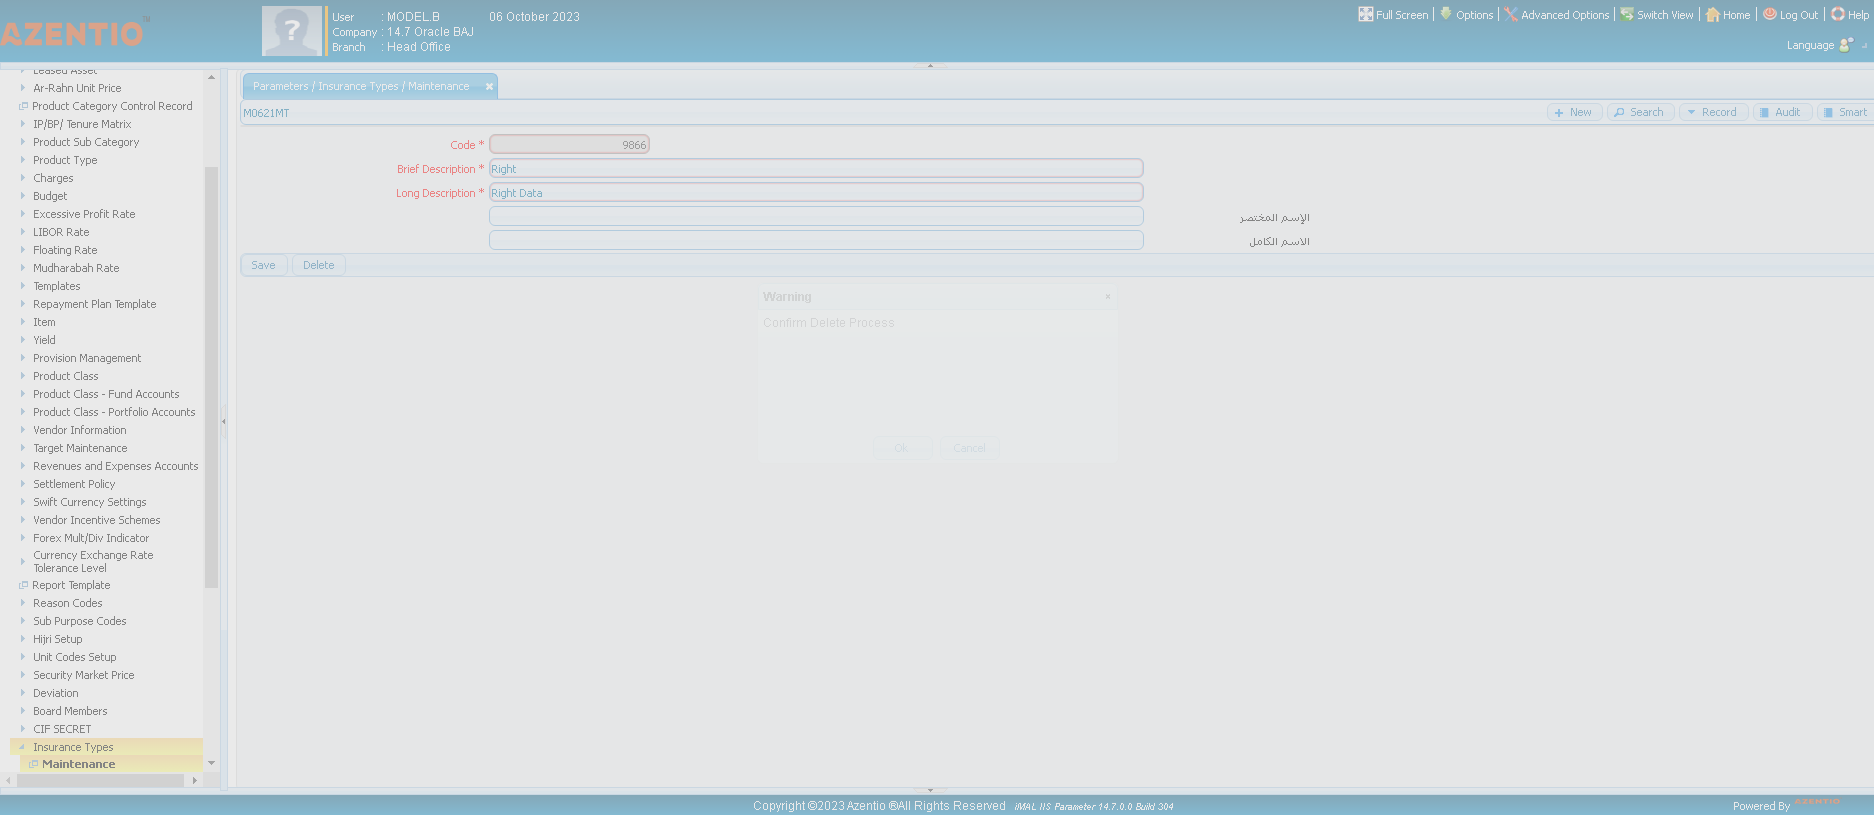 AZENTIO™
User : MODEL.B 06 October 2023
Company : 14.7 Oracle BAJ
Branch : Head Office
Full Screen Options Advanced Options Switch View Home Log Out Help
Language
Leased Asset
Ar-Rahn Unit Price
Product Category Control Record
IP/BP/ Tenure Matrix
Product Sub Category
Product Type
Charges
Budget
Excessive Profit Rate
LIBOR Rate
Floating Rate
Mudharabah Rate
Templates
Repayment Plan Template
Item
Yield
Provision Management
Product Class
Product Class - Fund Accounts
Product Class - Portfolio Accounts
Vendor Information
Target Maintenance
Revenues and Expenses Accounts
Settlement Policy
Swift Currency Settings
Vendor Incentive Schemes
Forex Mult/Div Indicator
Currency Exchange Rate
Tolerance Level
Report Template
Reason Codes
Sub Purpose Codes
Hijri Setup
Unit Codes Setup
Security Market Price
Deviation
Board Members
CIF SECRET
Insurance Types
Maintenance
Parameters / Insurance Types / Maintenance
M0621MT
New Search Record Audit Smart
Code * 9866
Brief Description * Right
Long Description * Right Data
الإسم المختصر
الاسم الكامل
Save Delete
Warning
Confirm Delete Process
Ok Cancel
Copyright ©2023 Azentio ®All Rights Reserved iMAL IIS Parameter 14.7.0.0 Build 304
Powered By AZENTIO